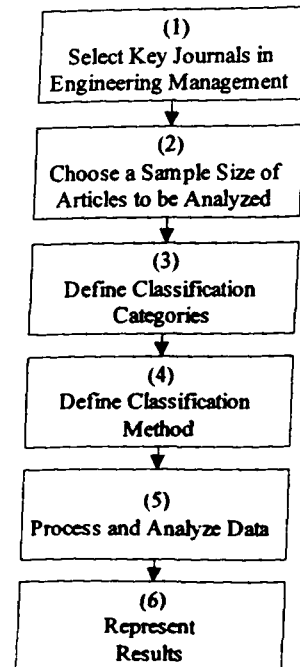 (1)
Select Key Journals in
Engineering Management
(2)
Choose a Sample Size of
Articles to be Analyzed
(3)
Define Classification
Categories
(4)
Define Classification
Method
(5)
Process and Analyze Data
(6)
Represent
Results